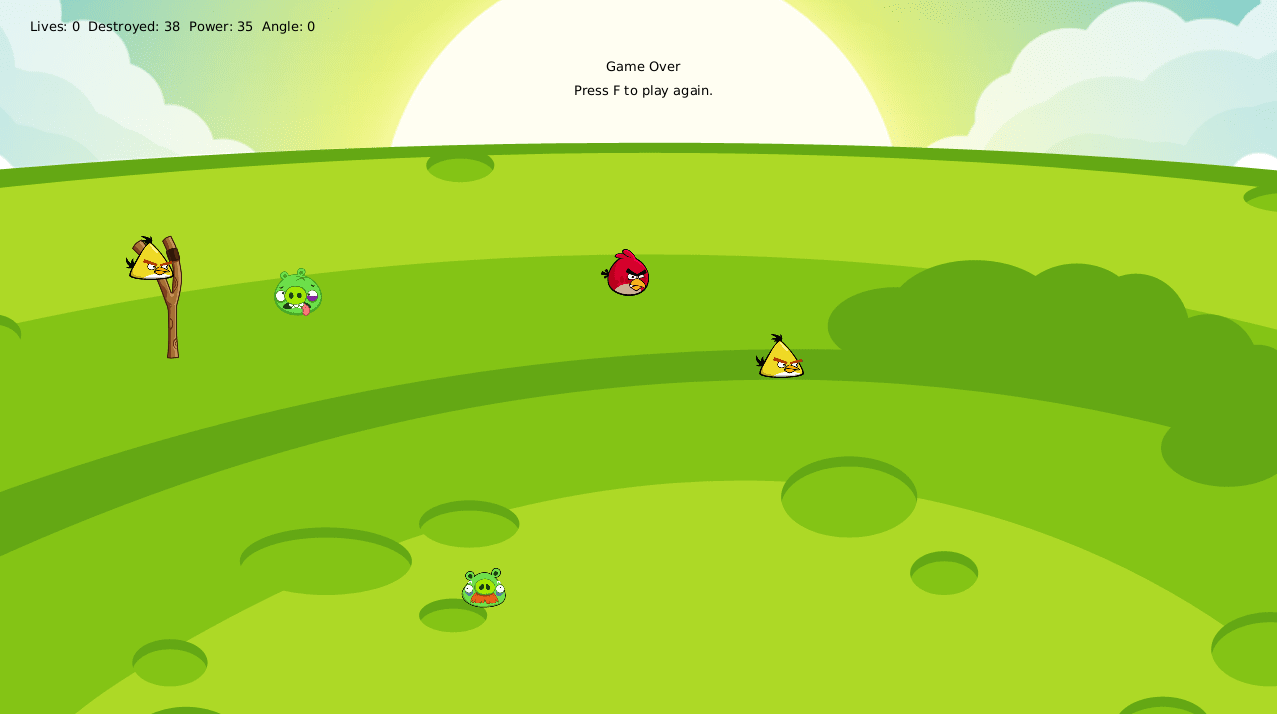 Lives: 0  Destroyed: 38  Power: 35  Angle: 0
Game Over
Press F to play again.